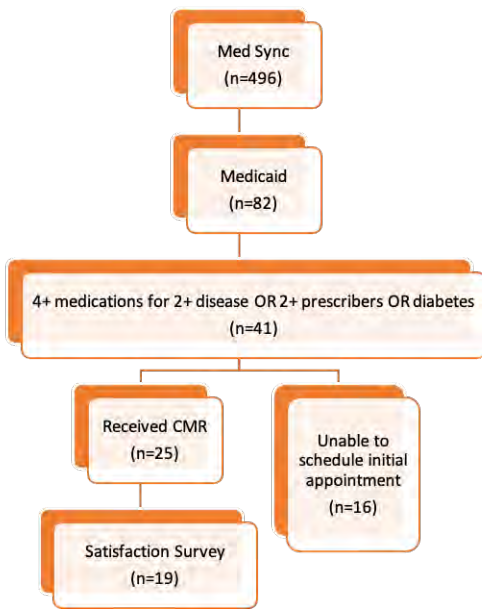 Med Sync
(n=496)
Medicaid
(n=82)
4+ medications for 2+ disease OR 2+ prescribers OR diabetes
(n=41)
Received CMR
(n=25)
Unable to
schedule initial
appointment
(n=16)
Satisfaction Survey
(n=19)